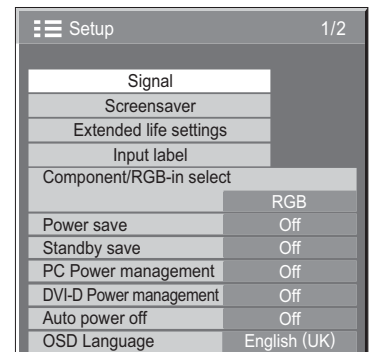 Setup 1/2
Signal
Screensaver
Extended life settings
Input label
Component/RGB-in select
RGB
Power save Off
Standby save Off
PC Power management Off
DVI-D Power management Off
Auto power off Off
OSD Language English (UK)